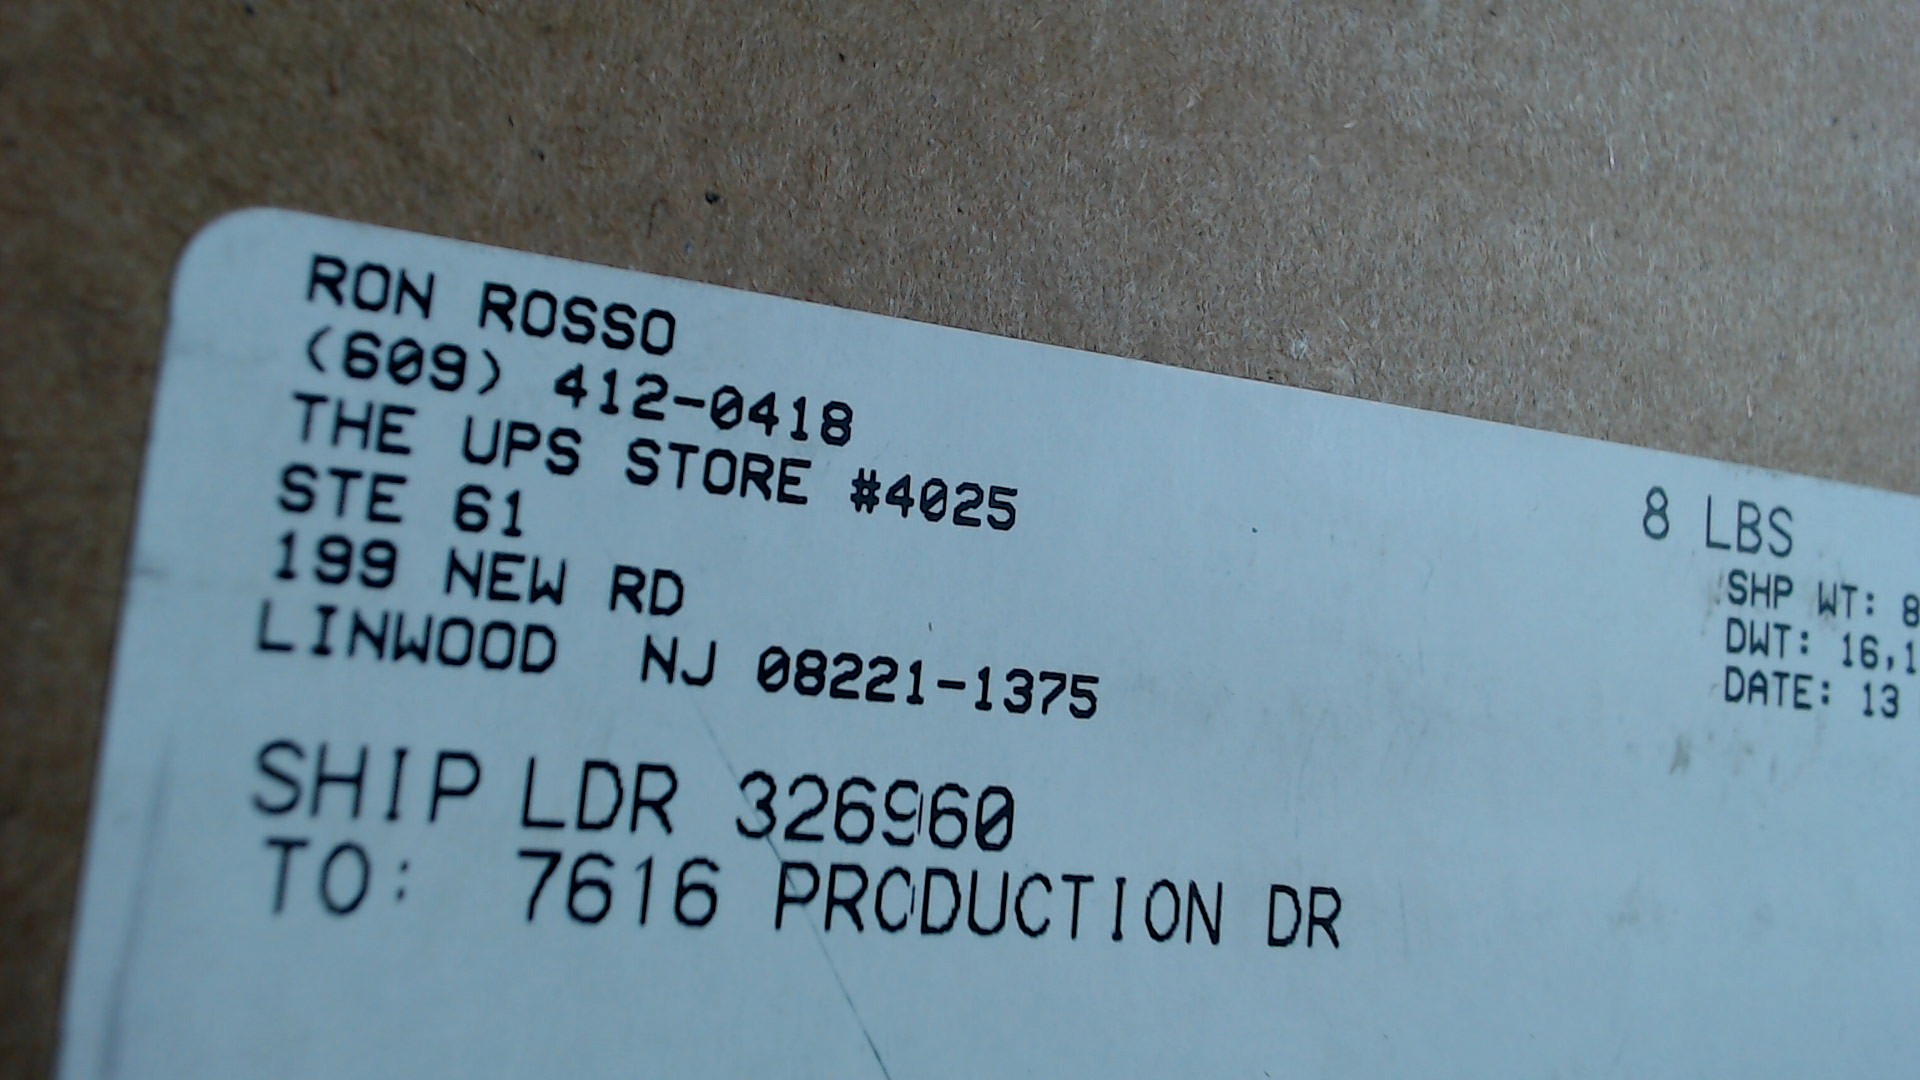 RON ROSSO
(609) 412-0418
THE UPS STORE #4025
STE 61
199 NEW RD
LINWOOD NJ 08221-1375
8 LBS
SHP WT: 8
DWT: 16,1
DATE: 13
SHIP LDR 326960
TO: 7616 PRODUCTION DR